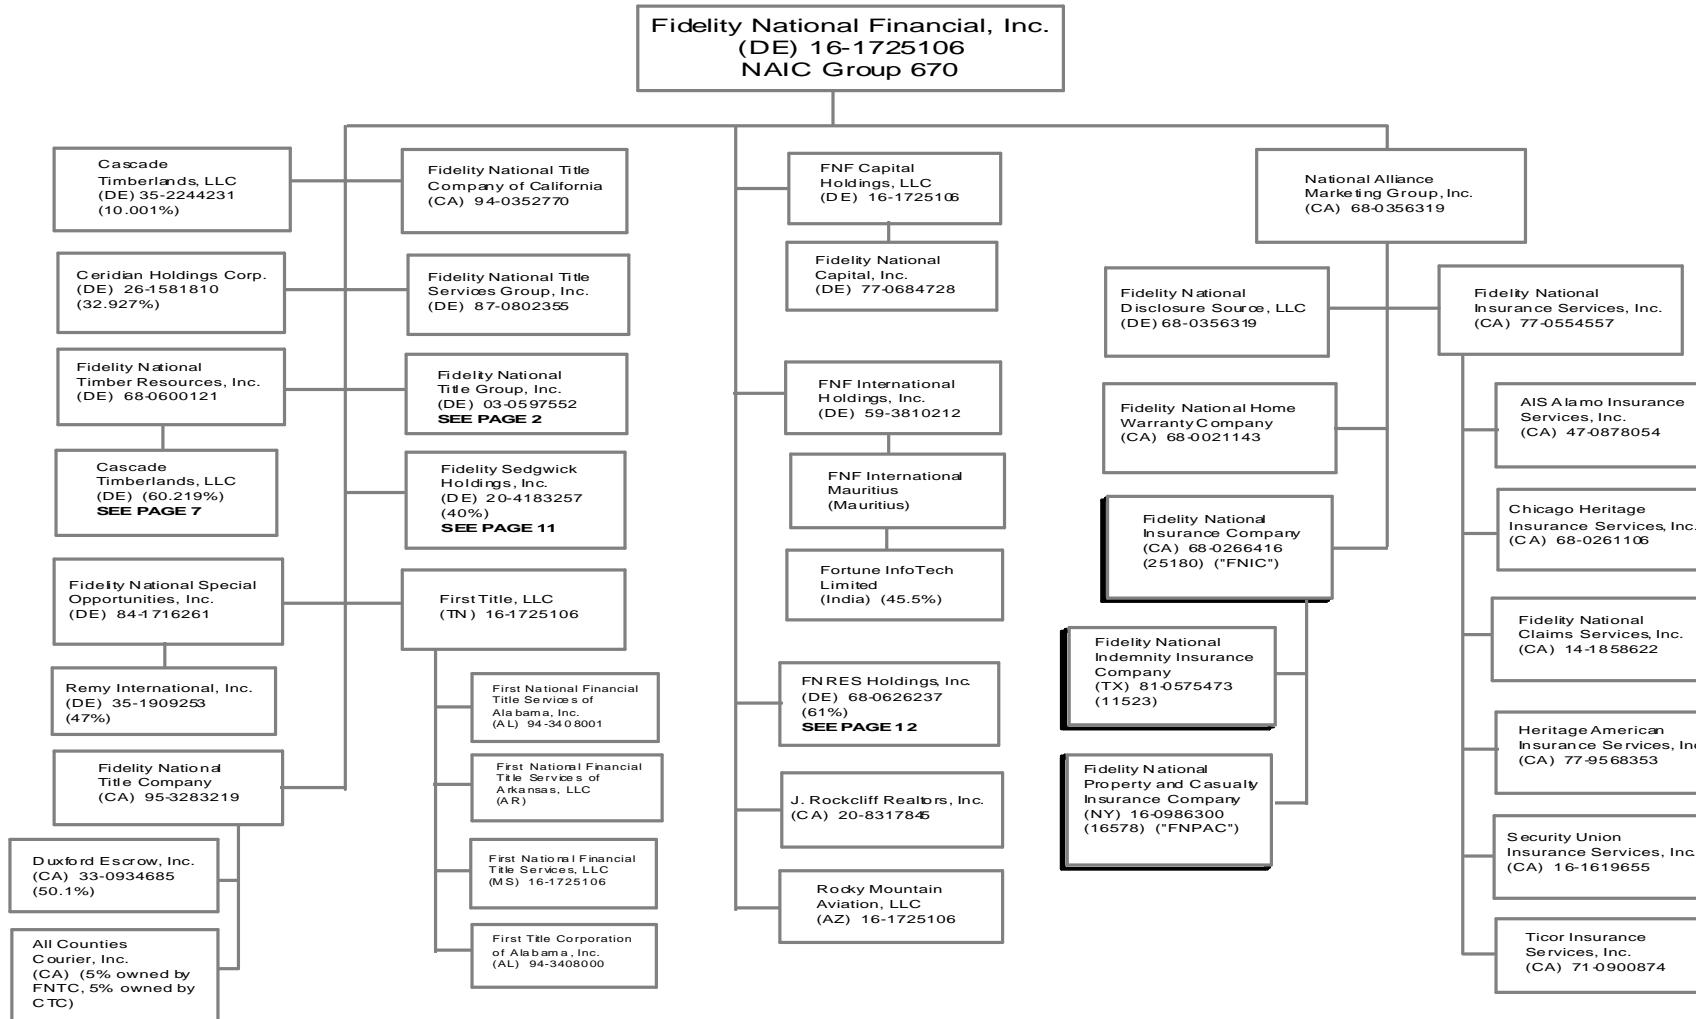 Fidelity National Financial, Inc.
(DE) 16-1725106
NAIC Group 670
Cascade
Timberlands, LLC
(DE) 35-2244231
(10.001%)
Fidelity National Title
Company of California
(CA) 94-0352770
Ceridian Holdings Corp.
(DE) 26-1581810
(32.927%)
Fidelity National Title
Services Group, Inc.
(DE) 87-0802355
Fidelity National
Timber Resources, Inc.
(DE) 68-0600121
Fidelity National
Title Group, Inc.
(DE) 03-0597552
SEE PAGE 2
Cascade
Timberlands, LLC
(DE) (60.219%)
SEE PAGE 7
Fidelity Sedgwick
Holdings, Inc.
(DE) 20-4183257
(40%)
SEE PAGE 11
Fidelity National Special
Opportunities, Inc.
(DE) 84-1716261
First Title, LLC
(TN) 16-1725106
Remy International, Inc.
(DE) 35-1909253
(47%)
First National Financial
Title Services of
Alabama, Inc.
(AL) 94-3408001
Fidelity National
Title Company
(CA) 95-3283219
First National Financial
Title Services of
Arkansas, LLC
(AR)
Duxford Escrow, Inc.
(CA) 33-0934685
(50.1%)
First National Financial
Title Services, LLC
(MS) 16-1725106
All Counties
Courier, Inc.
(CA) (5% owned by
FNTC, 5% owned by
CTC)
First Title Corporation
of Alabama, Inc.
(AL) 94-3408000
FNF Capital
Holdings, LLC
(DE) 16-1725106
Fidelity National
Capital, Inc.
(DE) 77-0684728
FNF International
Holdings, Inc.
(DE) 59-3810212
FNF International
Mauritius
(Mauritius)
Fortune InfoTech
Limited
(India) (45.5%)
FNRES Holdings, Inc.
(DE) 68-0626237
(61%)
SEE PAGE 12
J. Rockcliff Realtors, Inc.
(CA) 20-8317845
Rocky Mountain
Aviation, LLC
(AZ) 16-1725106
National Alliance
Marketing Group, Inc.
(CA) 68-0356319
Fidelity National
Disclosure Source, LLC
(DE) 68-0356319
Fidelity National
Insurance Services, Inc.
(CA) 77-0554557
Fidelity National Home
Warranty Company
(CA) 68-0021143
Fidelity National
Insurance Company
(CA) 68-0266416
(25180) ("FNIC")
Fidelity National
Indemnity Insurance
Company
(TX) 81-0575473
(11523)
Fidelity National
Property and Casualty
Insurance Company
(NY) 16-0986300
(16578) ("FNPAC")
AIS Alamo Insurance
Services, Inc.
(CA) 47-0878054
Chicago Heritage
Insurance Services, Inc.
(CA) 68-0261106
Fidelity National
Claims Services, Inc.
(CA) 14-1858622
Heritage American
Insurance Services, Inc
(CA) 77-9568353
Security Union
Insurance Services, Inc.
(CA) 16-1619655
Ticor Insurance
Services, Inc.
(CA) 71-0900874